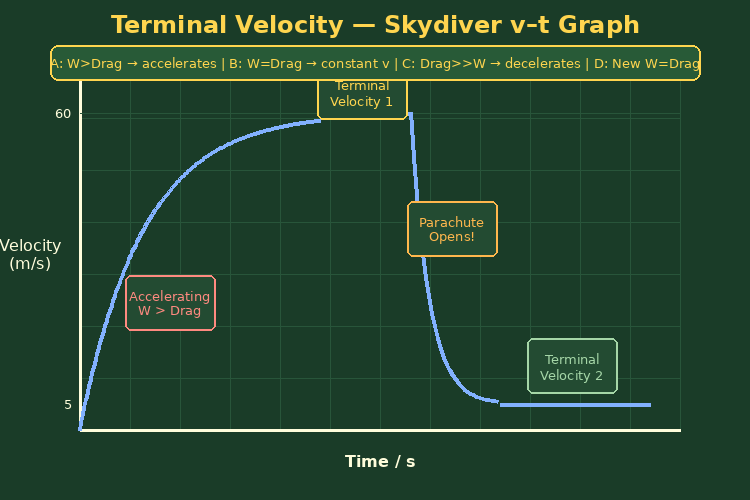 Terminal Velocity — Skydiver v-t Graph
A: W>Drag → accelerates | B: W=Drag → constant v | C: Drag>>W → decelerates | D: New W=Drag
Terminal
Velocity 1
60
Parachute
Opens!
Velocity
(m/s)
Accelerating
W > Drag
Terminal
Velocity 2
5
Time / s